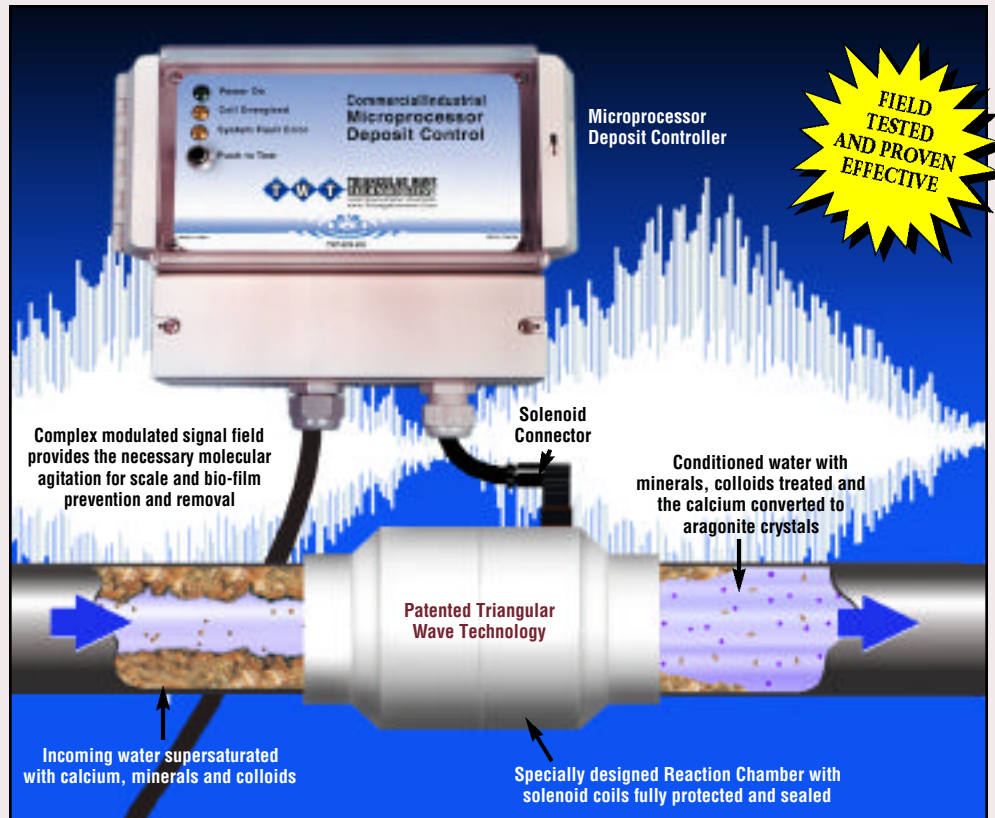 Power On
Coil Energized
System Fault Error
Push to Test
Commercial/Industrial
Microprocessor
Deposit Control
TWT
Microprocessor
Deposit Controller
FIELD
TESTED
AND PROVEN
EFFECTIVE
Complex modulated signal field
provides the necessary molecular
agitation for scale and bio-film
prevention and removal
Solenoid
Connector
Conditioned water with
minerals, colloids treated and
the calcium converted to
aragonite crystals
Patented Triangular
Wave Technology
Incoming water supersaturated
with calcium, minerals and colloids
Specially designed Reaction Chamber with
solenoid coils fully protected and sealed